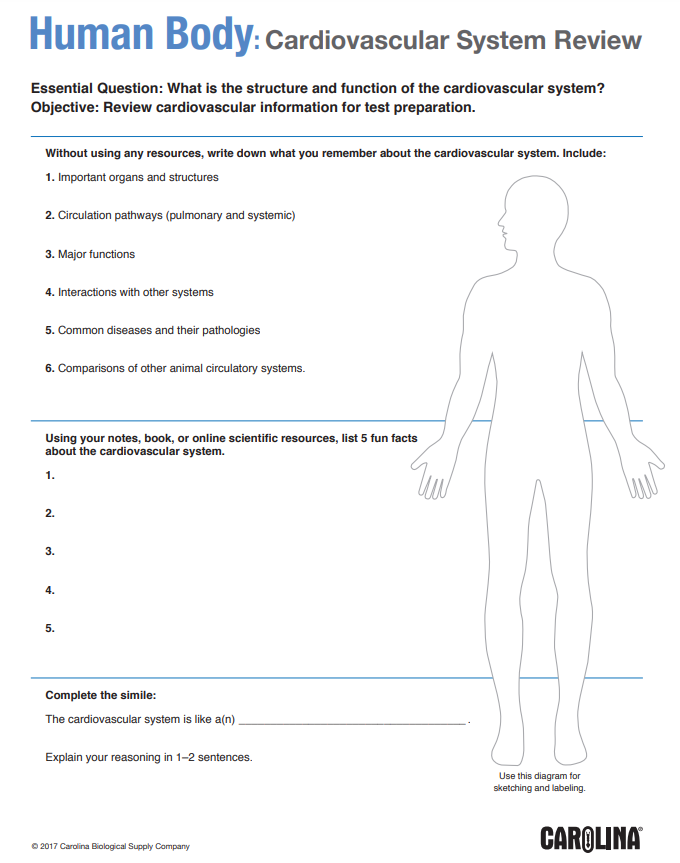 Human Body: Cardiovascular System Review
Essential Question: What is the structure and function of the cardiovascular system?
Objective: Review cardiovascular information for test preparation.
Without using any resources, write down what you remember about the cardiovascular system. Include:
1. Important organs and structures
2. Circulation pathways (pulmonary and systemic)
3. Major functions
4. Interactions with other systems
5. Common diseases and their pathologies
6. Comparisons of other animal circulatory systems.
Using your notes, book, or online scientific resources, list 5 fun facts
about the cardiovascular system.
1.
2.
3.
4.
5.
Complete the simile:
The cardiovascular system is like a(n) ______________________________________ .
Explain your reasoning in 1–2 sentences.
Use this diagram for
sketching and labeling.
CAROLINA®
© 2017 Carolina Biological Supply Company